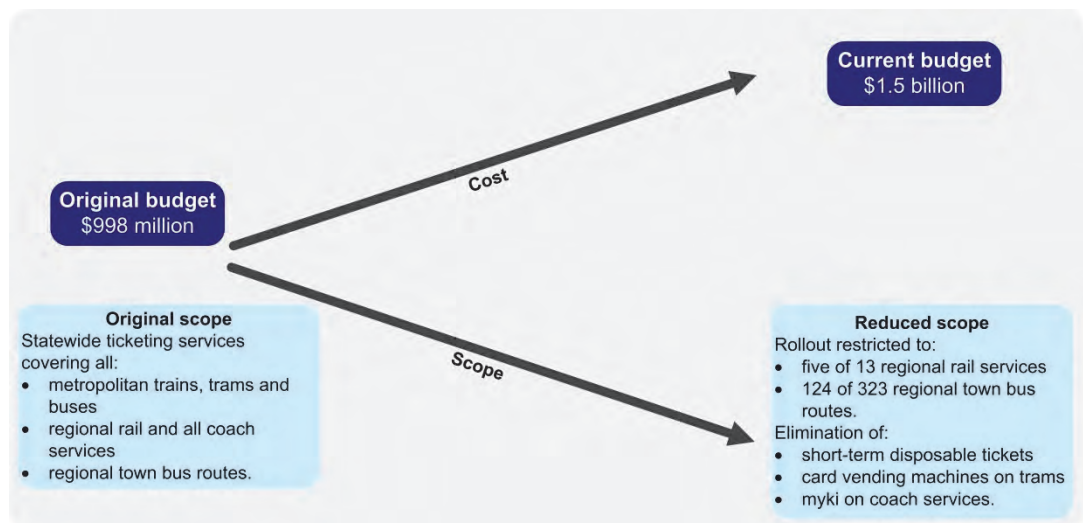 Current budget
$1.5 billion
Cost
Original budget
$998 million
Original scope
Statewide ticketing services
covering all:
• metropolitan trains, trams and
buses
• regional rail and all coach
services
• regional town bus routes.
Scope
Reduced scope
Rollout restricted to:
• five of 13 regional rail services
• 124 of 323 regional town bus
routes.
Elimination of:
• short-term disposable tickets
• card vending machines on trams
• myki on coach services.